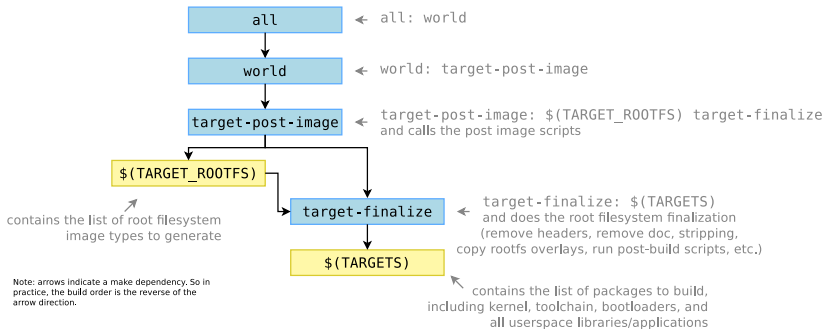 all
all: world
world
world: target-post-image
target-post-image
target-post-image: $(TARGET_ROOTFS) target-finalize
and calls the post image scripts
$(TARGET_ROOTFS)
contains the list of root filesystem
image types to generate
target-finalize
target-finalize: $(TARGETS)
and does the root filesystem finalization
(remove headers, remove doc, stripping,
copy rootfs overlays, run post-build scripts, etc.)
$(TARGETS)
contains the list of packages to build,
including kernel, toolchain, bootloaders, and
all userspace libraries/applications
Note: arrows indicate a make dependency. So in
practice, the build order is the reverse of the
arrow direction.